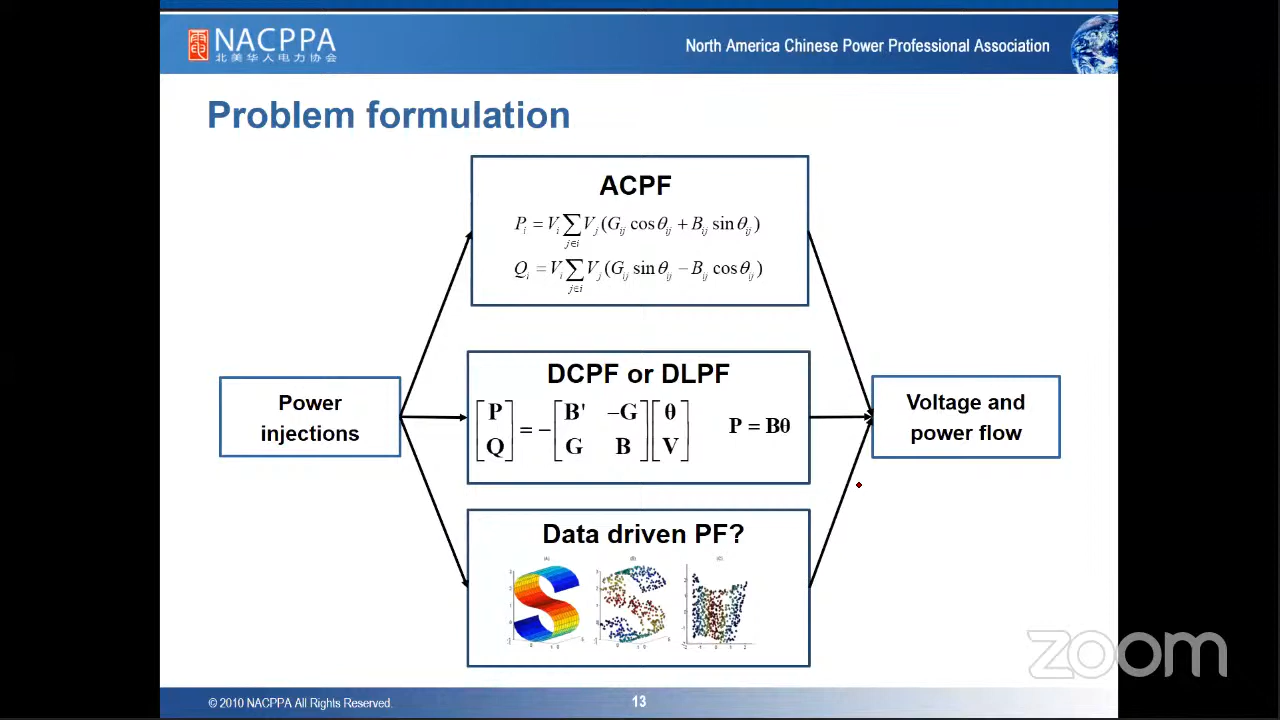 電 NACPPA
北美华人电力协会
North America Chinese Power Professional Association
Problem formulation
ACPF
P_i = V_i ∑_{j∈i} V_j (G_ij cos θ_ij + B_ij sin θ_ij)
Q_i = V_i ∑_{j∈i} V_j (G_ij sin θ_ij − B_ij cos θ_ij)
DCPF or DLPF
[P Q] = − [B' −G G B] [θ V]
P = Bθ
Power
injections
Voltage and
power flow
Data driven PF?
(A) (B) (C)
zoom
© 2010 NACPPA All Rights Reserved.
13